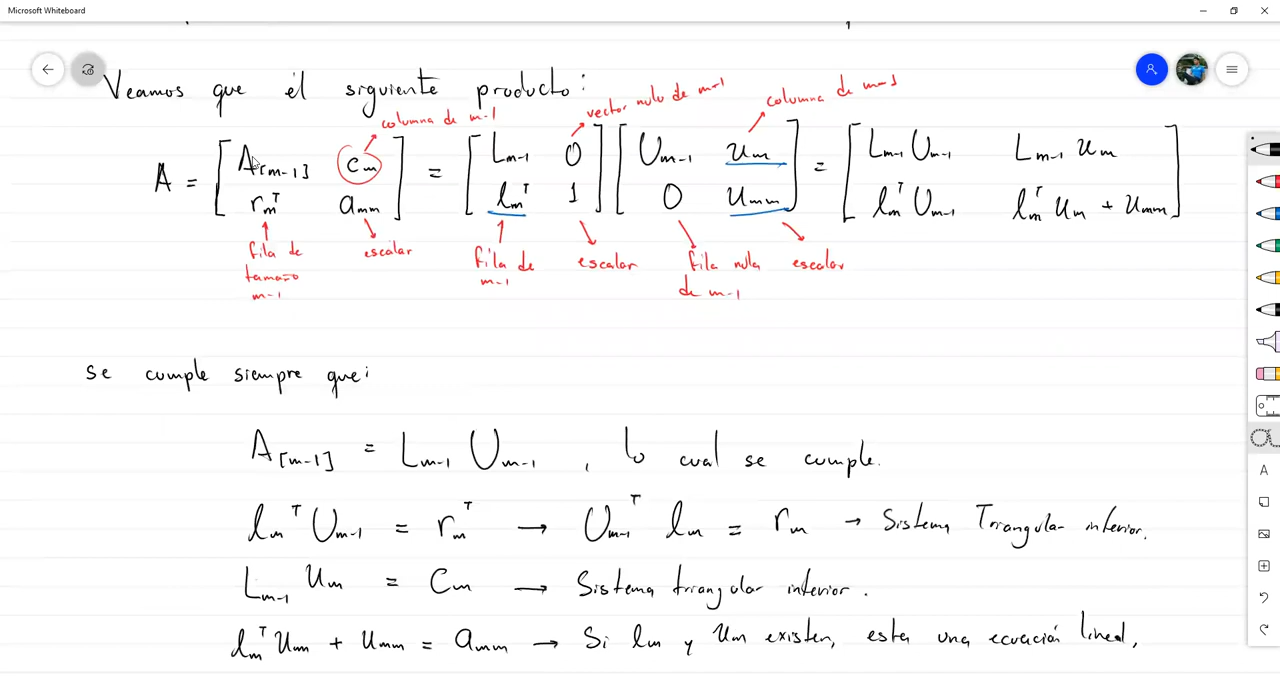 Microsoft Whiteboard
Veamos que el siguiente producto:
columna de m-1
vector nulo de m-1
columna de m-1
A = [ A[m-1] cm ; rmᵀ amm ] = [ Lm-1 0 ; lmᵀ 1 ] [ Um-1 um ; 0 umm ] = [ Lm-1 Um-1 Lm-1 um ; lmᵀ Um-1 lmᵀ um + umm ]
fila de tamaño m-1
escalar
fila de m-1
escalar
fila nula de m-1
escalar
se cumple siempre que:
A[m-1] = Lm-1 Um-1 , lo cual se cumple.
lmᵀ Um-1 = rmᵀ → Um-1ᵀ lm = rm → Sistema Triangular inferior.
Lm-1 um = cm → Sistema triangular inferior.
lmᵀ um + umm = amm → Si lm y um existen, esta una ecuación lineal,
A